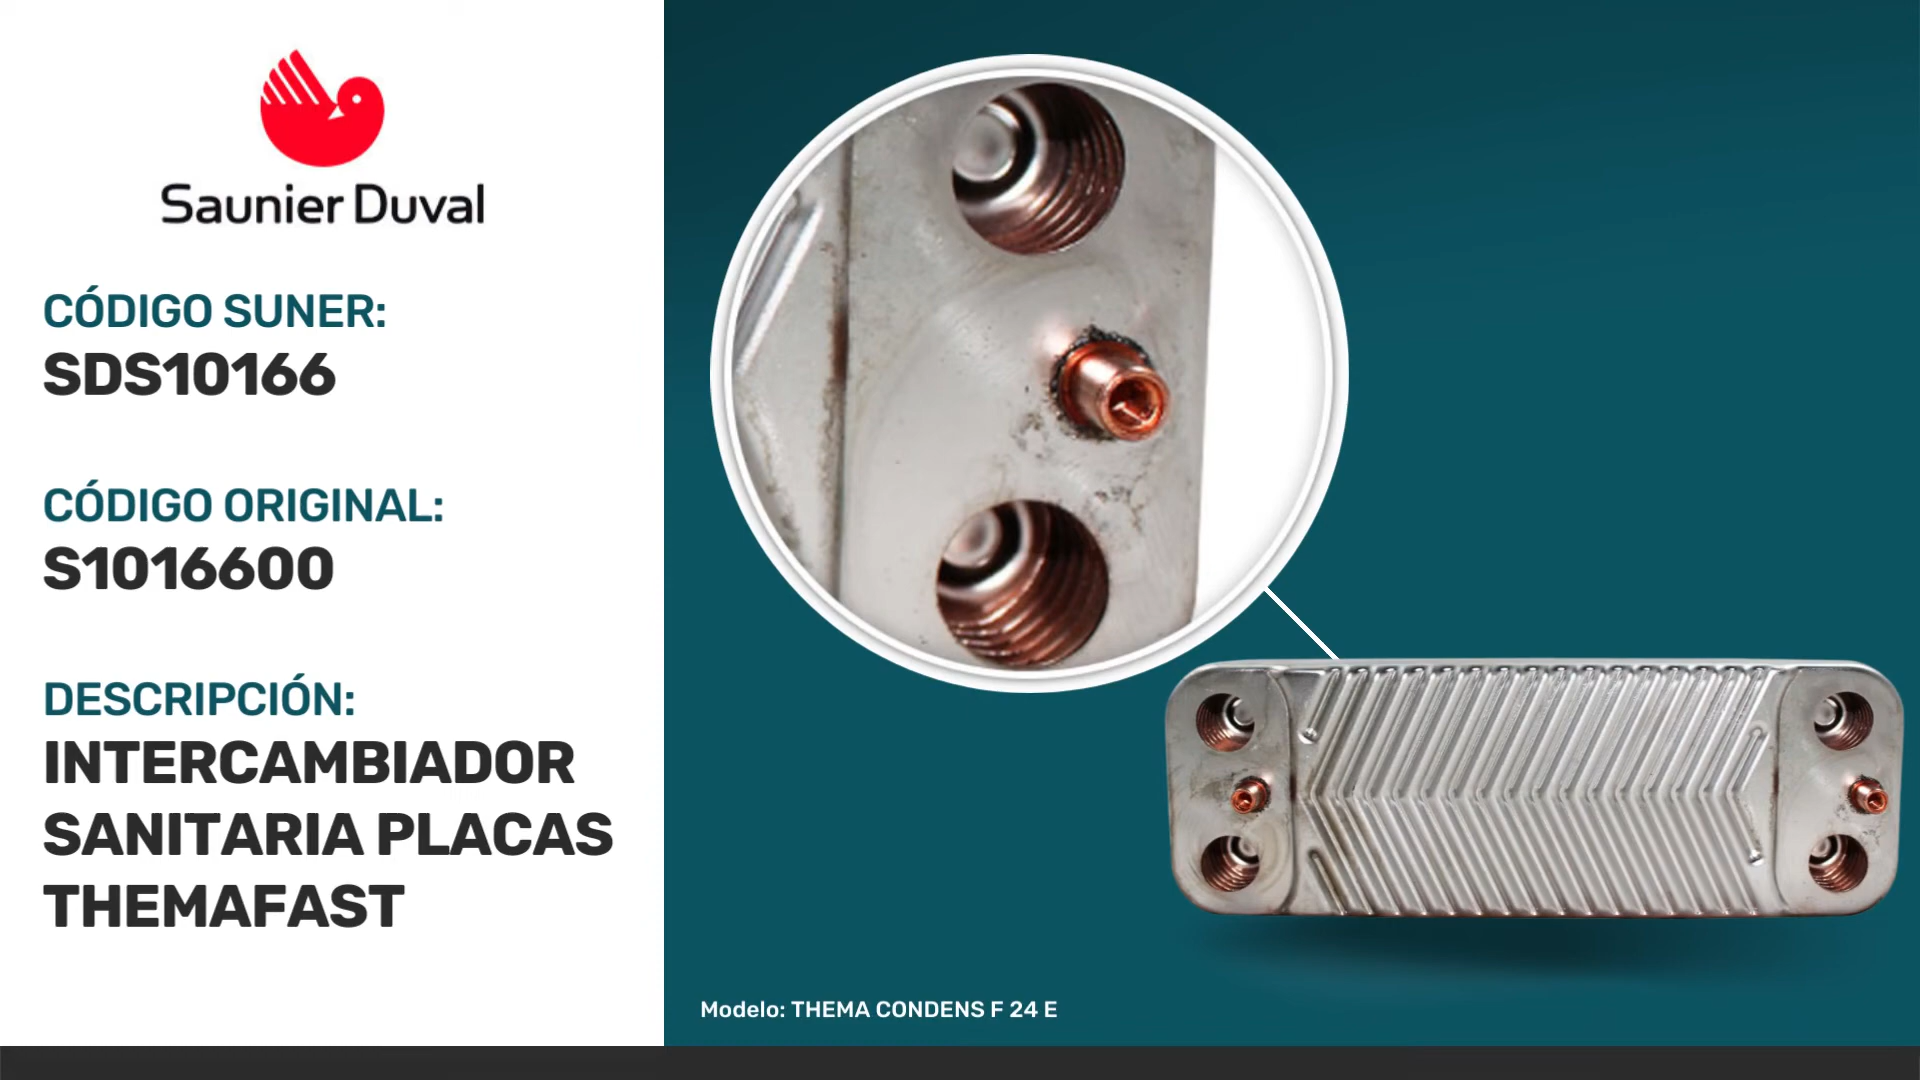 Saunier Duval
CÓDIGO SUNER:
SDS10166
CÓDIGO ORIGINAL:
S1016600
DESCRIPCIÓN:
INTERCAMBIADOR
SANITARIA PLACAS
THEMAFAST
Modelo: THEMA CONDENS F 24 E